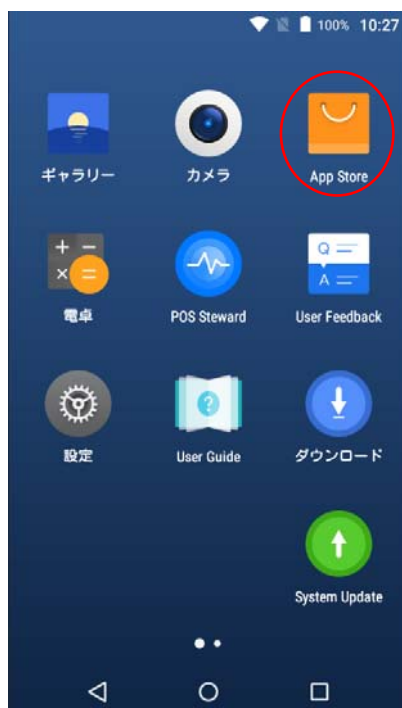 100% 10:27
ギャラリー カメラ App Store
+ − × =
Q
A
電卓 POS Steward User Feedback
?
設定 User Guide ダウンロード
System Update